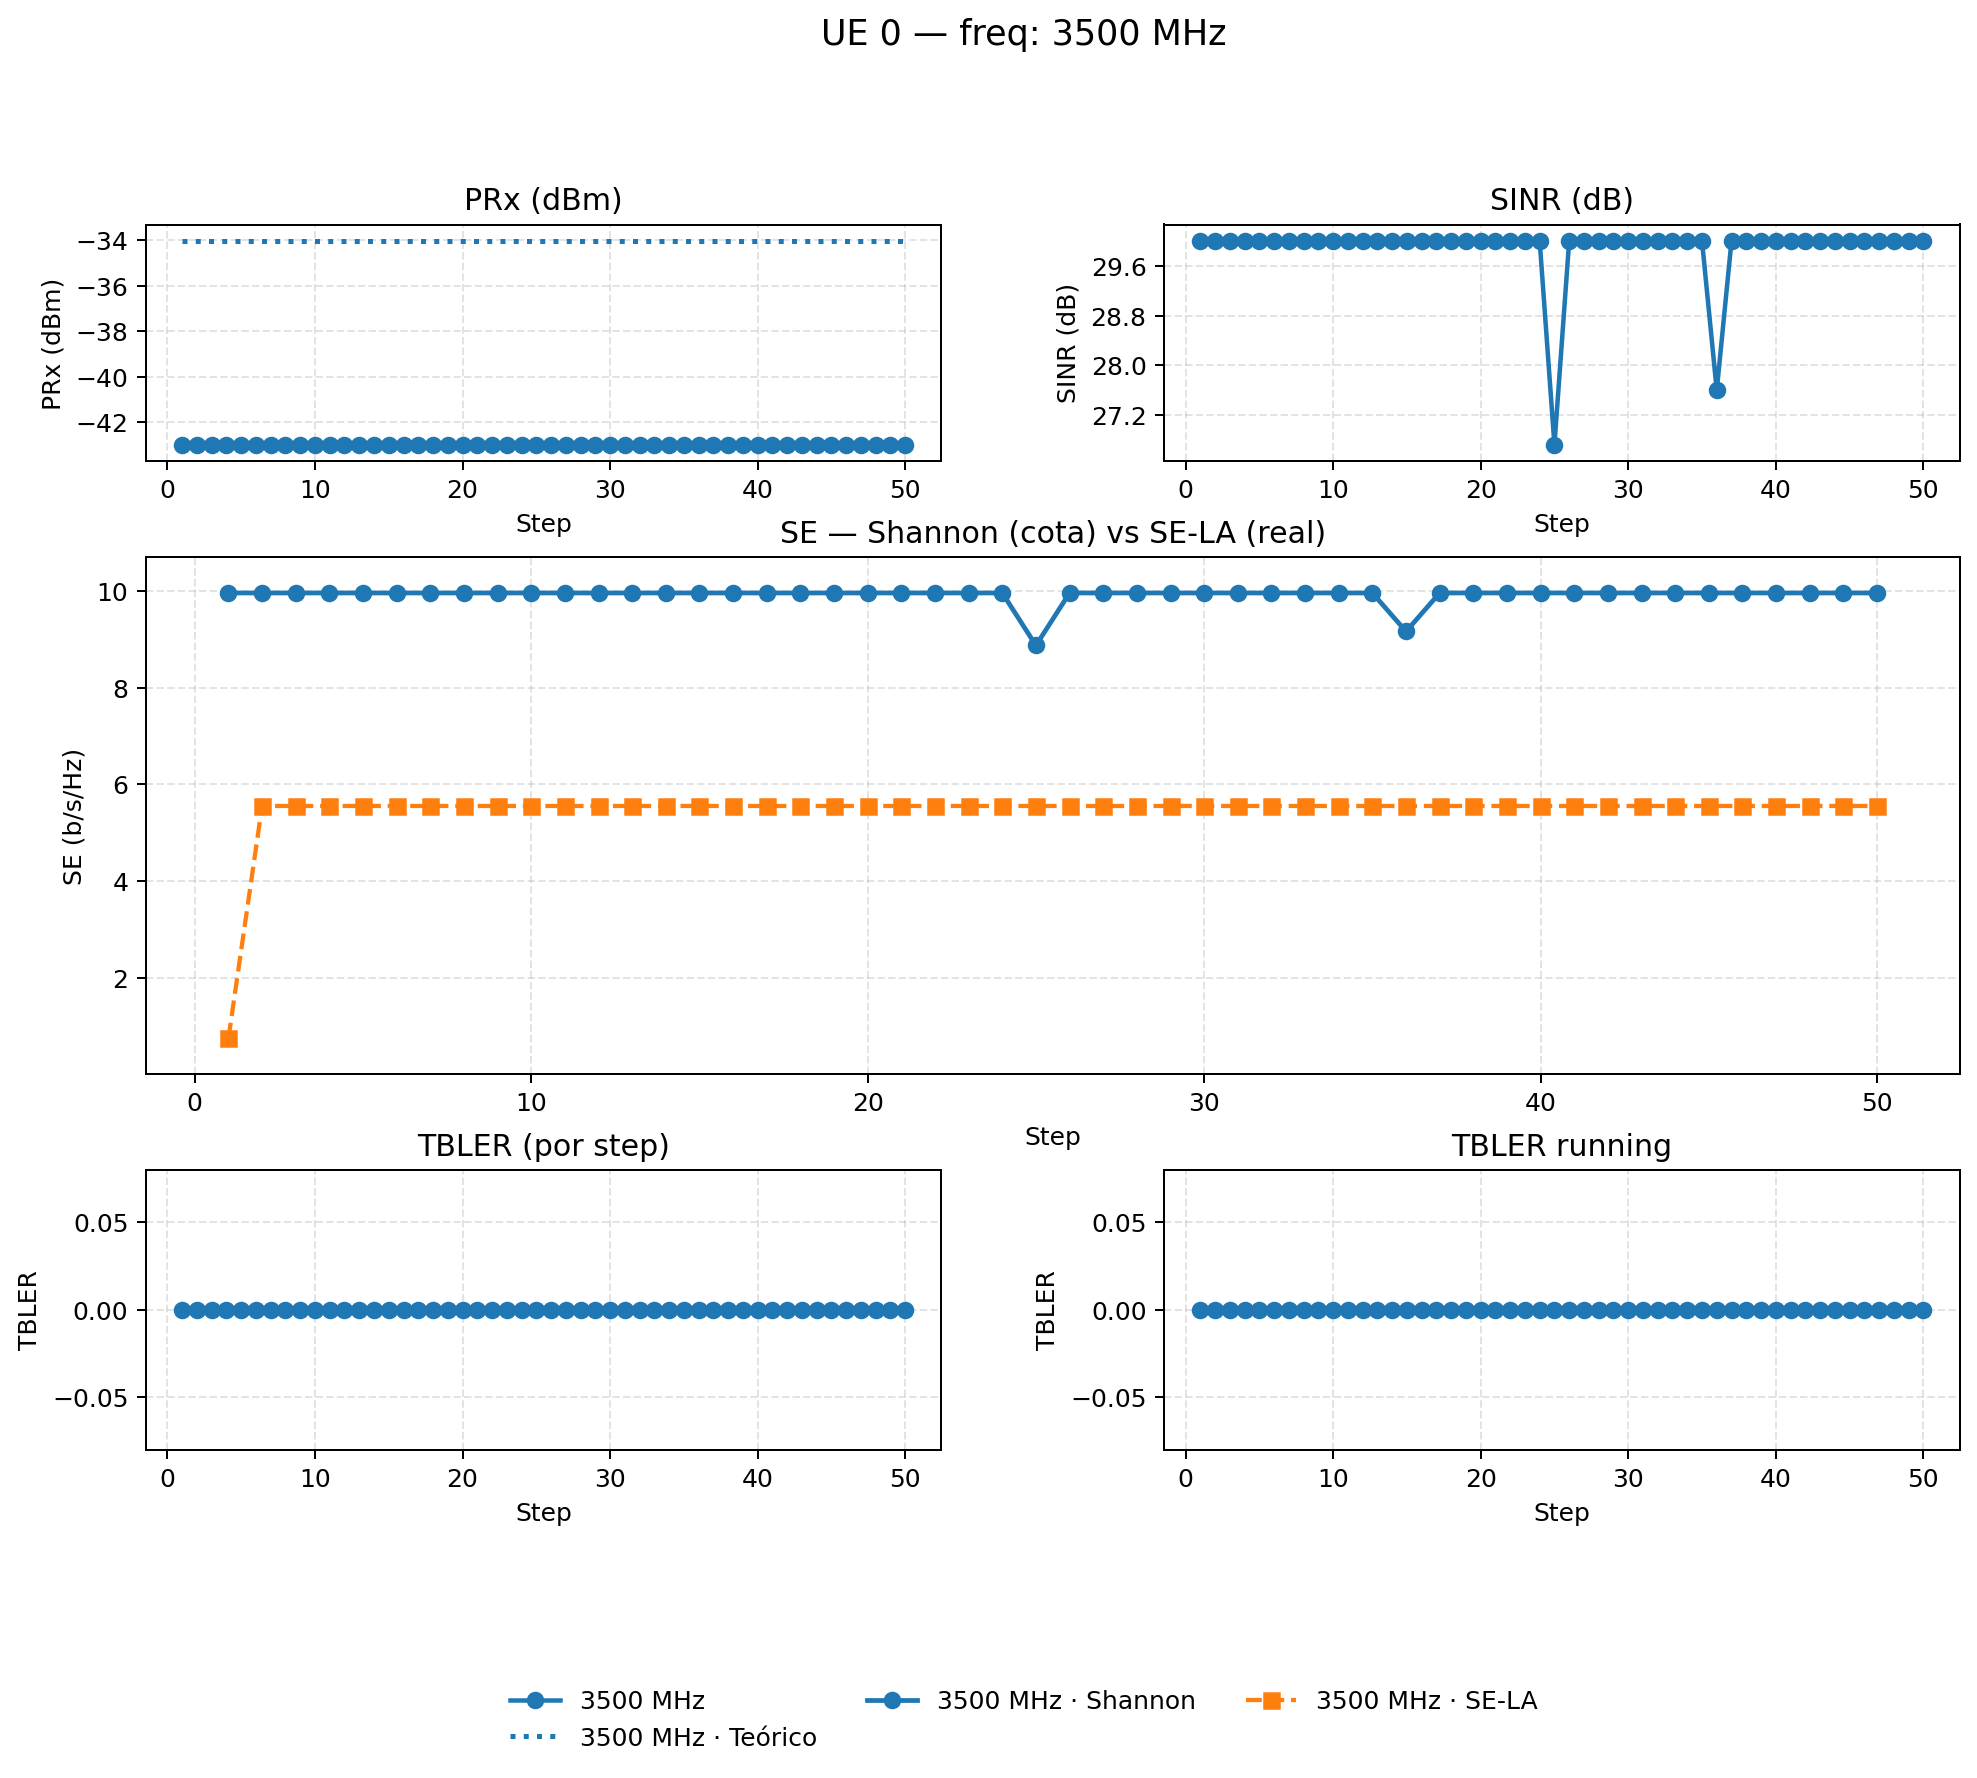 UE 0 — freq: 3500 MHz
PRx (dBm)
PRx (dBm)
−34
−36
−38
−40
−42
0 10 20 30 40 50
Step
SINR (dB)
SINR (dB)
29.6
28.8
28.0
27.2
0 10 20 30 40 50
Step
SE — Shannon (cota) vs SE-LA (real)
SE (b/s/Hz)
10
8
6
4
2
0 10 20 30 40 50
Step
TBLER (por step)
TBLER
0.05
0.00
−0.05
0 10 20 30 40 50
Step
TBLER running
TBLER
0.05
0.00
−0.05
0 10 20 30 40 50
Step
3500 MHz
3500 MHz · Teórico
3500 MHz · Shannon
3500 MHz · SE-LA